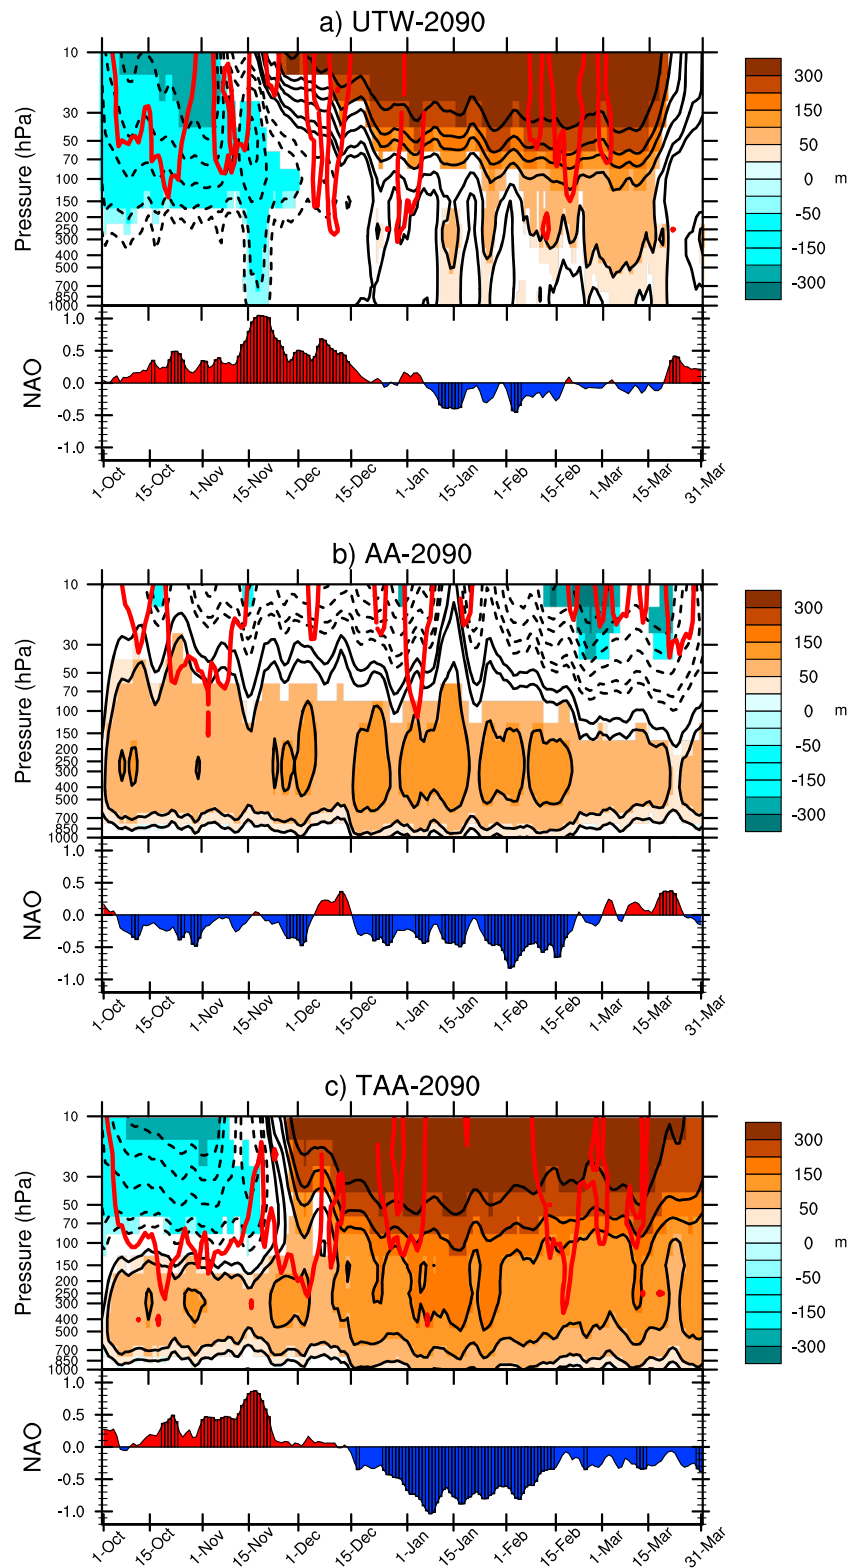 a) UTW-2090
10
30
50
70
100
150
200
250
300
400
500
700
850
1000
Pressure (hPa)
300
150
50
0
-50
-150
-300
m
1.0
0.5
0.0
-0.5
-1.0
NAO
1-Oct
15-Oct
1-Nov
15-Nov
1-Dec
15-Dec
1-Jan
15-Jan
1-Feb
15-Feb
1-Mar
15-Mar
31-Mar
b) AA-2090
10
30
50
70
100
150
200
250
300
400
500
700
850
1000
Pressure (hPa)
300
150
50
0
-50
-150
-300
m
1.0
0.5
0.0
-0.5
-1.0
NAO
1-Oct
15-Oct
1-Nov
15-Nov
1-Dec
15-Dec
1-Jan
15-Jan
1-Feb
15-Feb
1-Mar
15-Mar
31-Mar
c) TAA-2090
10
30
50
70
100
150
200
250
300
400
500
700
850
1000
Pressure (hPa)
300
150
50
0
-50
-150
-300
m
1.0
0.5
0.0
-0.5
-1.0
NAO
1-Oct
15-Oct
1-Nov
15-Nov
1-Dec
15-Dec
1-Jan
15-Jan
1-Feb
15-Feb
1-Mar
15-Mar
31-Mar